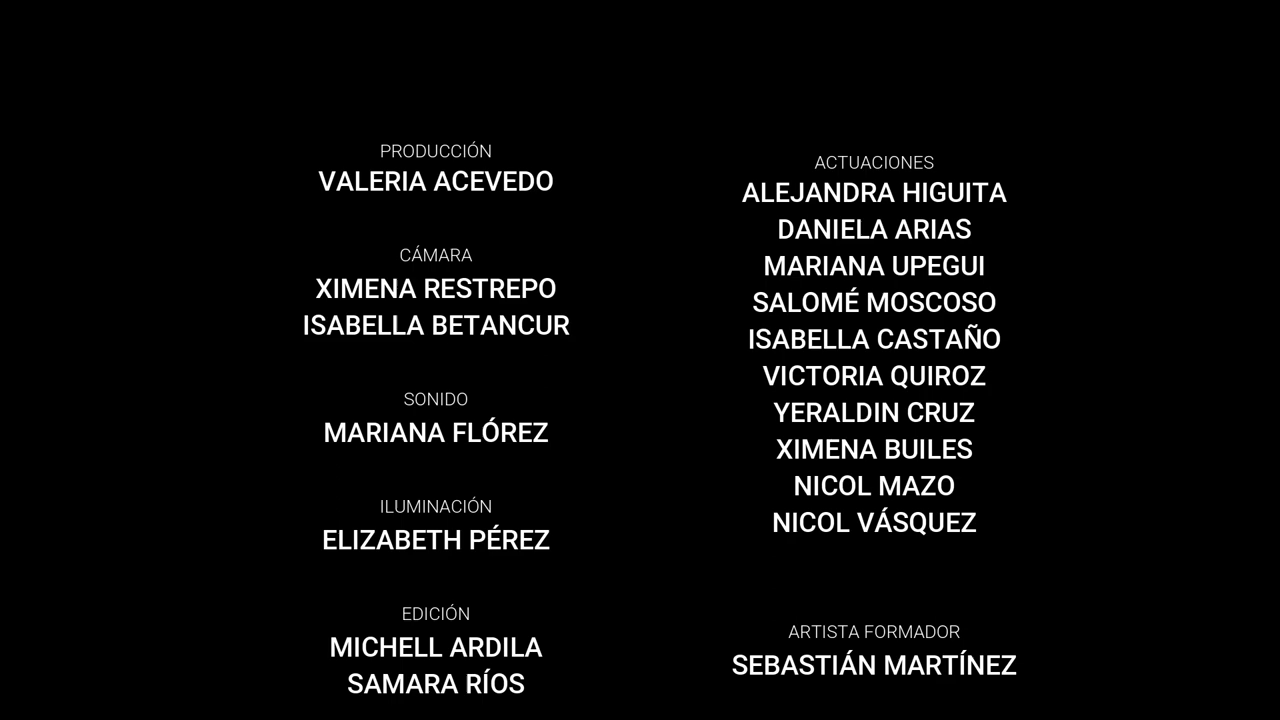 PRODUCCIÓN
VALERIA ACEVEDO
CÁMARA
XIMENA RESTREPO
ISABELLA BETANCUR
SONIDO
MARIANA FLÓREZ
ILUMINACIÓN
ELIZABETH PÉREZ
EDICIÓN
MICHELL ARDILA
SAMARA RÍOS
ACTUACIONES
ALEJANDRA HIGUITA
DANIELA ARIAS
MARIANA UPEGUI
SALOMÉ MOSCOSO
ISABELLA CASTAÑO
VICTORIA QUIROZ
YERALDIN CRUZ
XIMENA BUILES
NICOL MAZO
NICOL VÁSQUEZ
ARTISTA FORMADOR
SEBASTIÁN MARTÍNEZ